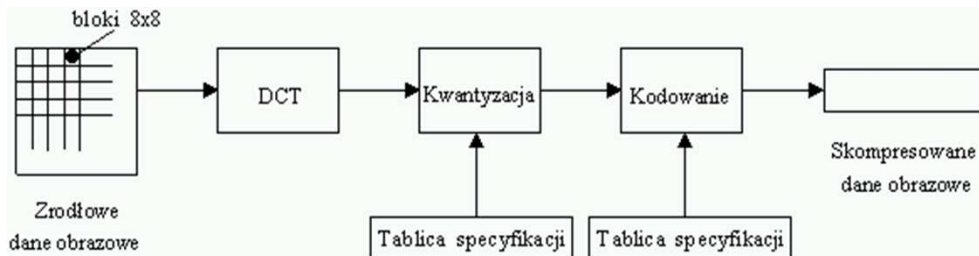 bloki 8x8
DCT
Kwantyzacja
Kodowanie
Skompresowane
dane obrazowe
Zrodłowe
dane obrazowe
Tablica specyfikacji
Tablica specyfikacji